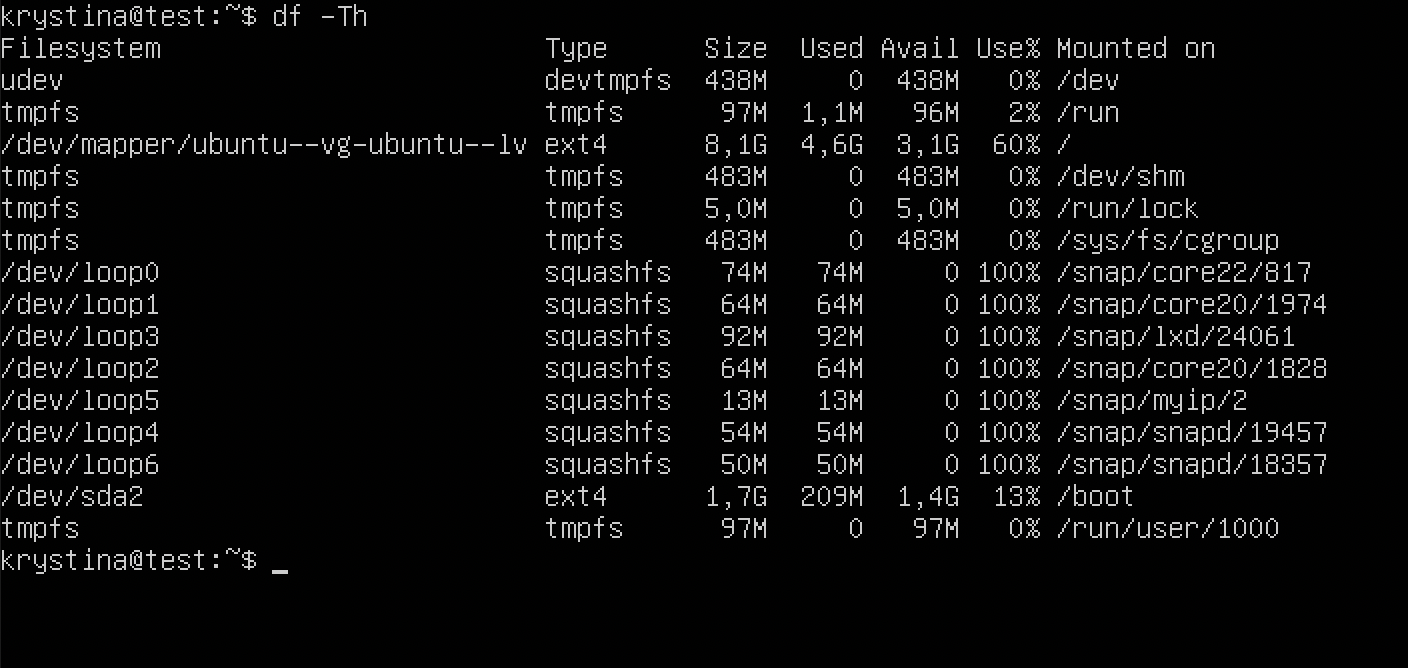 krystina@test:~$ df -Th
Filesystem                        Type      Size  Used Avail Use% Mounted on
udev                              devtmpfs  438M     0  438M   0% /dev
tmpfs                             tmpfs      97M  1,1M   96M   2% /run
/dev/mapper/ubuntu--vg-ubuntu--lv ext4      8,1G  4,6G  3,1G  60% /
tmpfs                             tmpfs     483M     0  483M   0% /dev/shm
tmpfs                             tmpfs     5,0M     0  5,0M   0% /run/lock
tmpfs                             tmpfs     483M     0  483M   0% /sys/fs/cgroup
/dev/loop0                        squashfs   74M   74M     0 100% /snap/core22/817
/dev/loop1                        squashfs   64M   64M     0 100% /snap/core20/1974
/dev/loop3                        squashfs   92M   92M     0 100% /snap/lxd/24061
/dev/loop2                        squashfs   64M   64M     0 100% /snap/core20/1828
/dev/loop5                        squashfs   13M   13M     0 100% /snap/myip/2
/dev/loop4                        squashfs   54M   54M     0 100% /snap/snapd/19457
/dev/loop6                        squashfs   50M   50M     0 100% /snap/snapd/18357
/dev/sda2                         ext4      1,7G  209M  1,4G  13% /boot
tmpfs                             tmpfs      97M     0   97M   0% /run/user/1000
krystina@test:~$ _